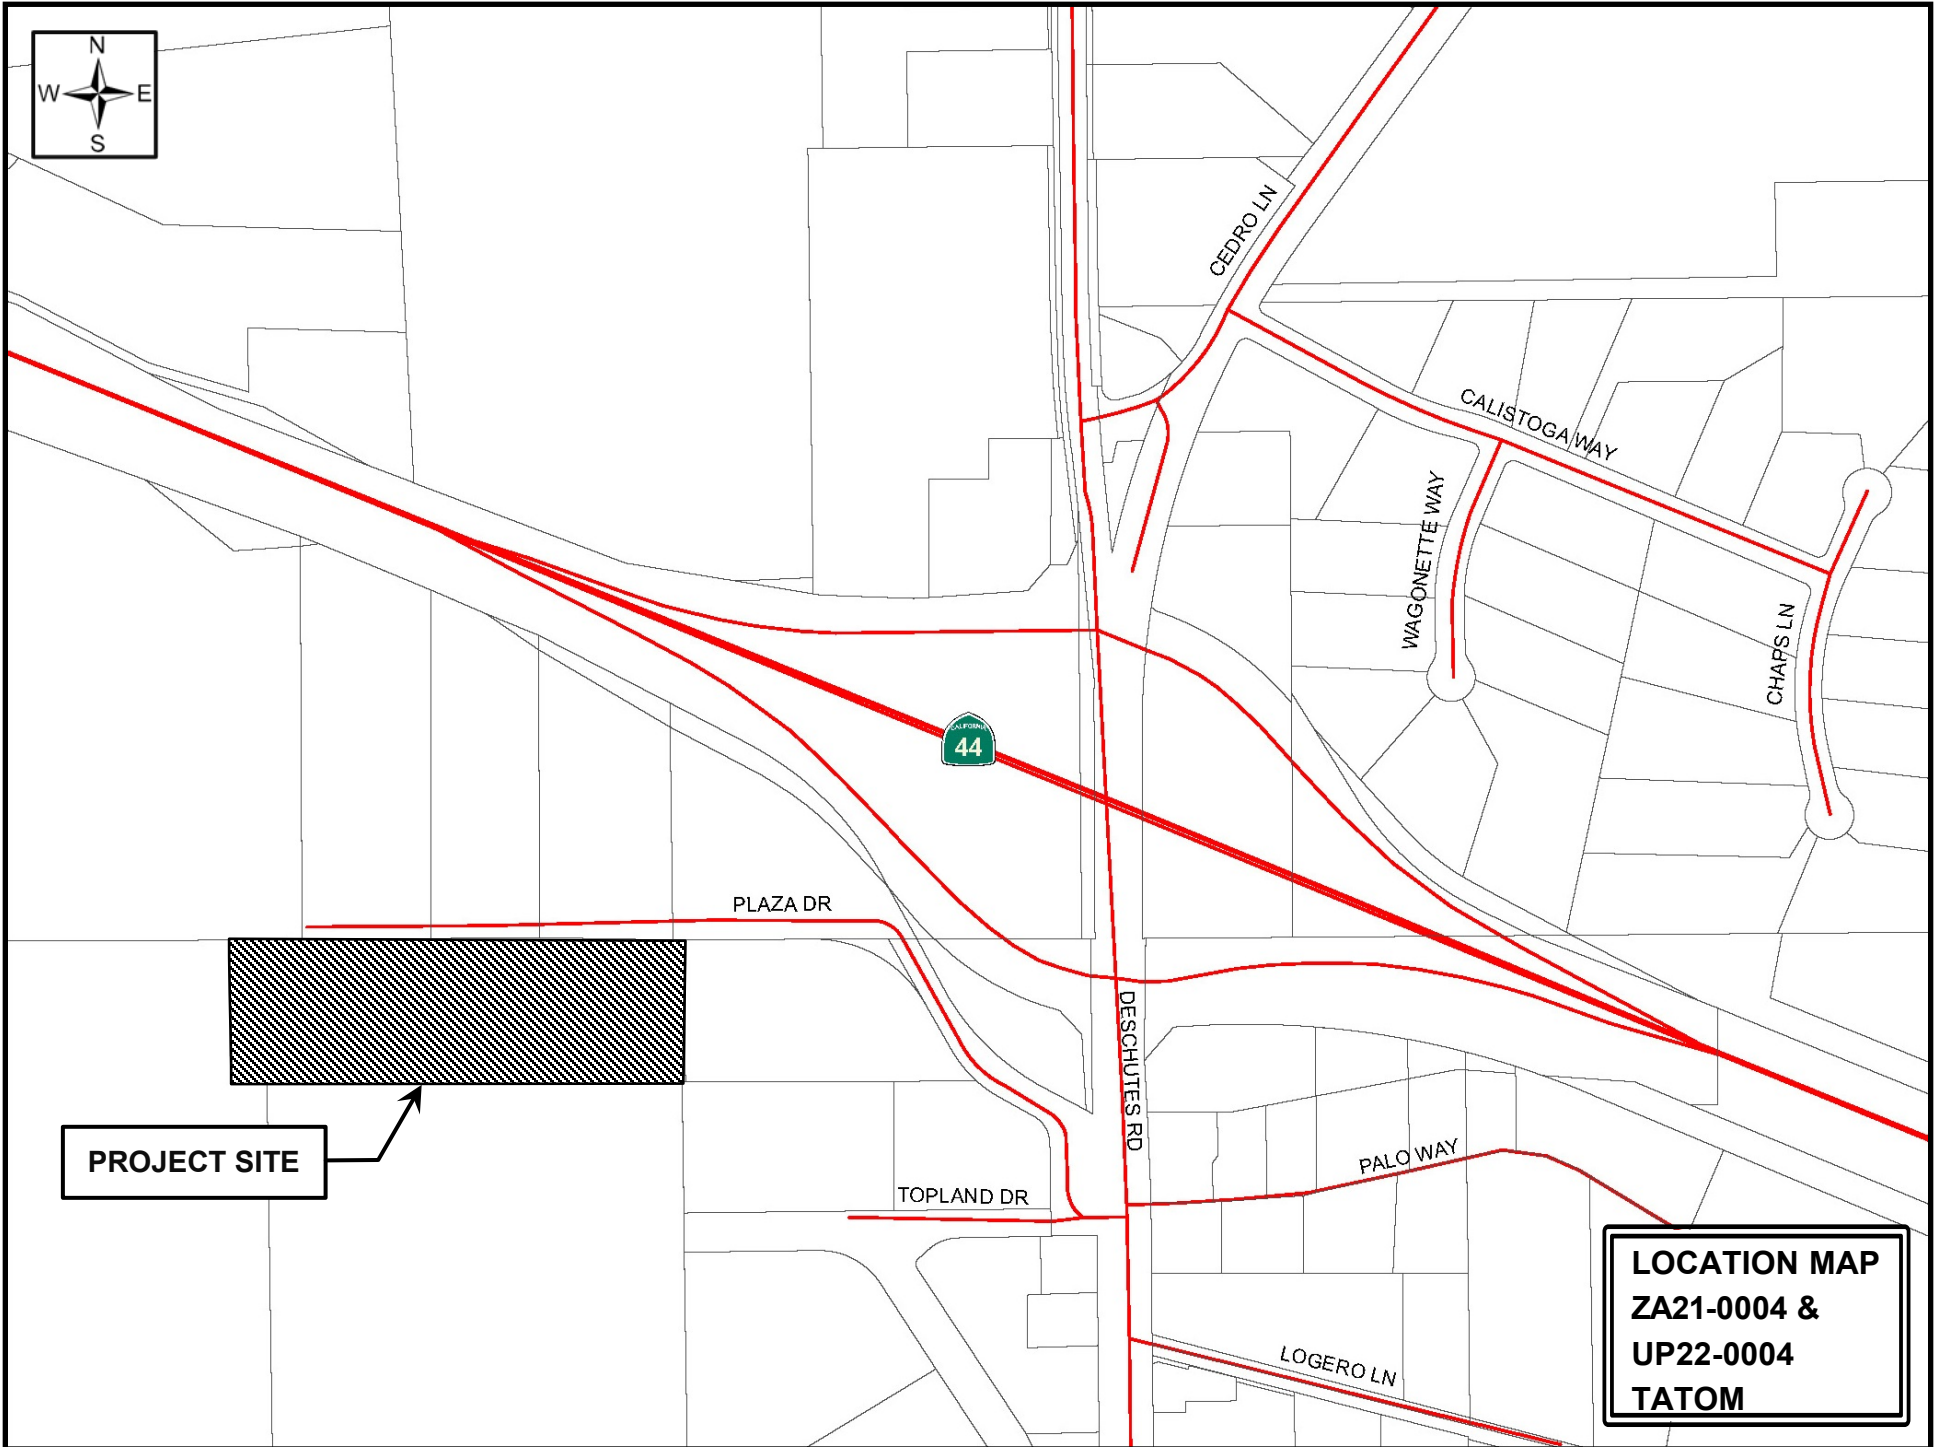 N
W E
S
CEDRO LN
CALISTOGA WAY
WAGONETTE WAY
CHAPS LN
CALIFORNIA
44
PLAZA DR
DESCHUTES RD
PROJECT SITE
PALO WAY
TOPLAND DR
LOGERO LN
LOCATION MAP
ZA21-0004 &
UP22-0004
TATOM